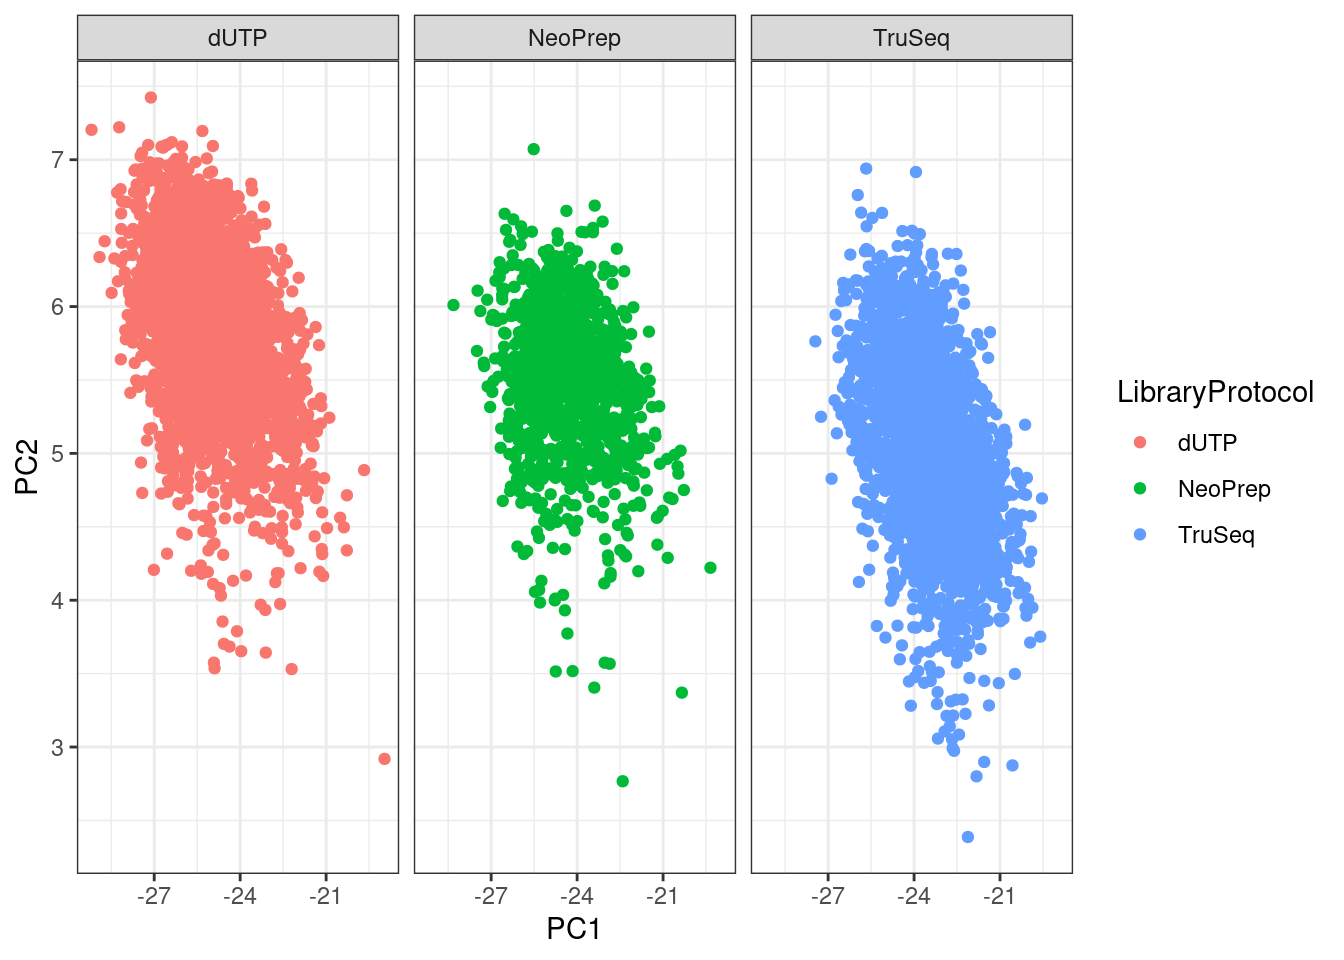 dUTP NeoPrep TruSeq
7
6
5
4
3
PC2
-27 -24 -21 -27 -24 -21 -27 -24 -21
PC1
LibraryProtocol
dUTP
NeoPrep
TruSeq